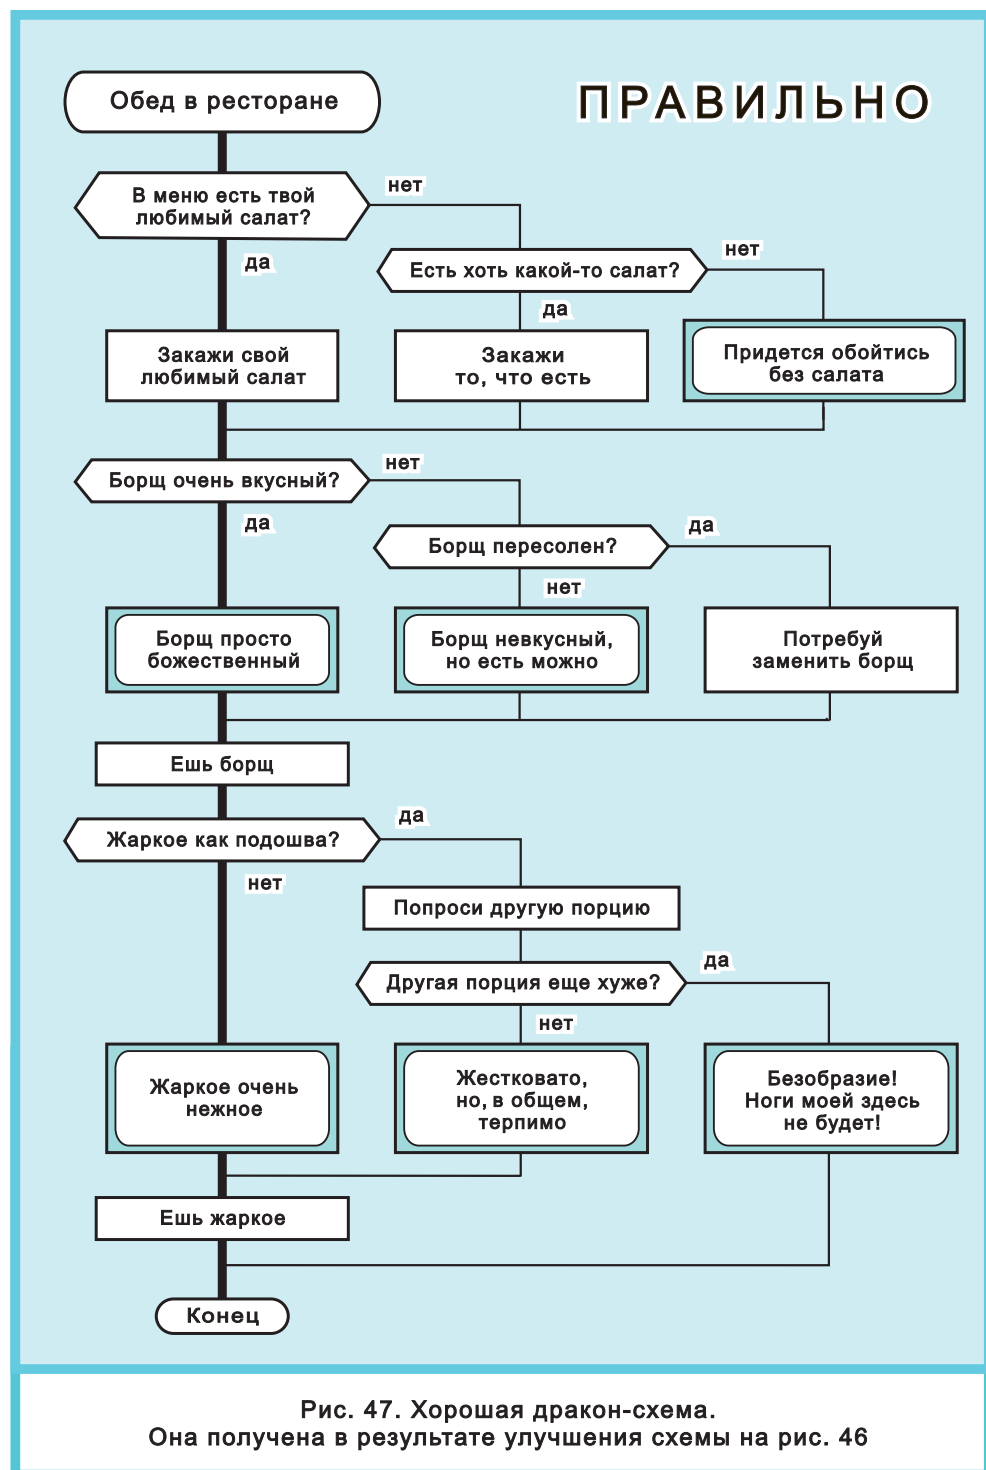 Обед в ресторане
ПРАВИЛЬНО
В меню есть твой
любимый салат?
нет
да
Есть хоть какой-то салат?
нет
да
Закажи свой
любимый салат
Закажи
то, что есть
Придется обойтись
без салата
Борщ очень вкусный?
нет
да
Борщ пересолен?
да
нет
Борщ просто
божественный
Борщ невкусный,
но есть можно
Потребуй
заменить борщ
Ешь борщ
Жаркое как подошва?
да
нет
Попроси другую порцию
Другая порция еще хуже?
да
нет
Жаркое очень
нежное
Жестковато,
но, в общем,
терпимо
Безобразие!
Ноги моей здесь
не будет!
Ешь жаркое
Конец
Рис. 47. Хорошая дракон-схема.
Она получена в результате улучшения схемы на рис. 46